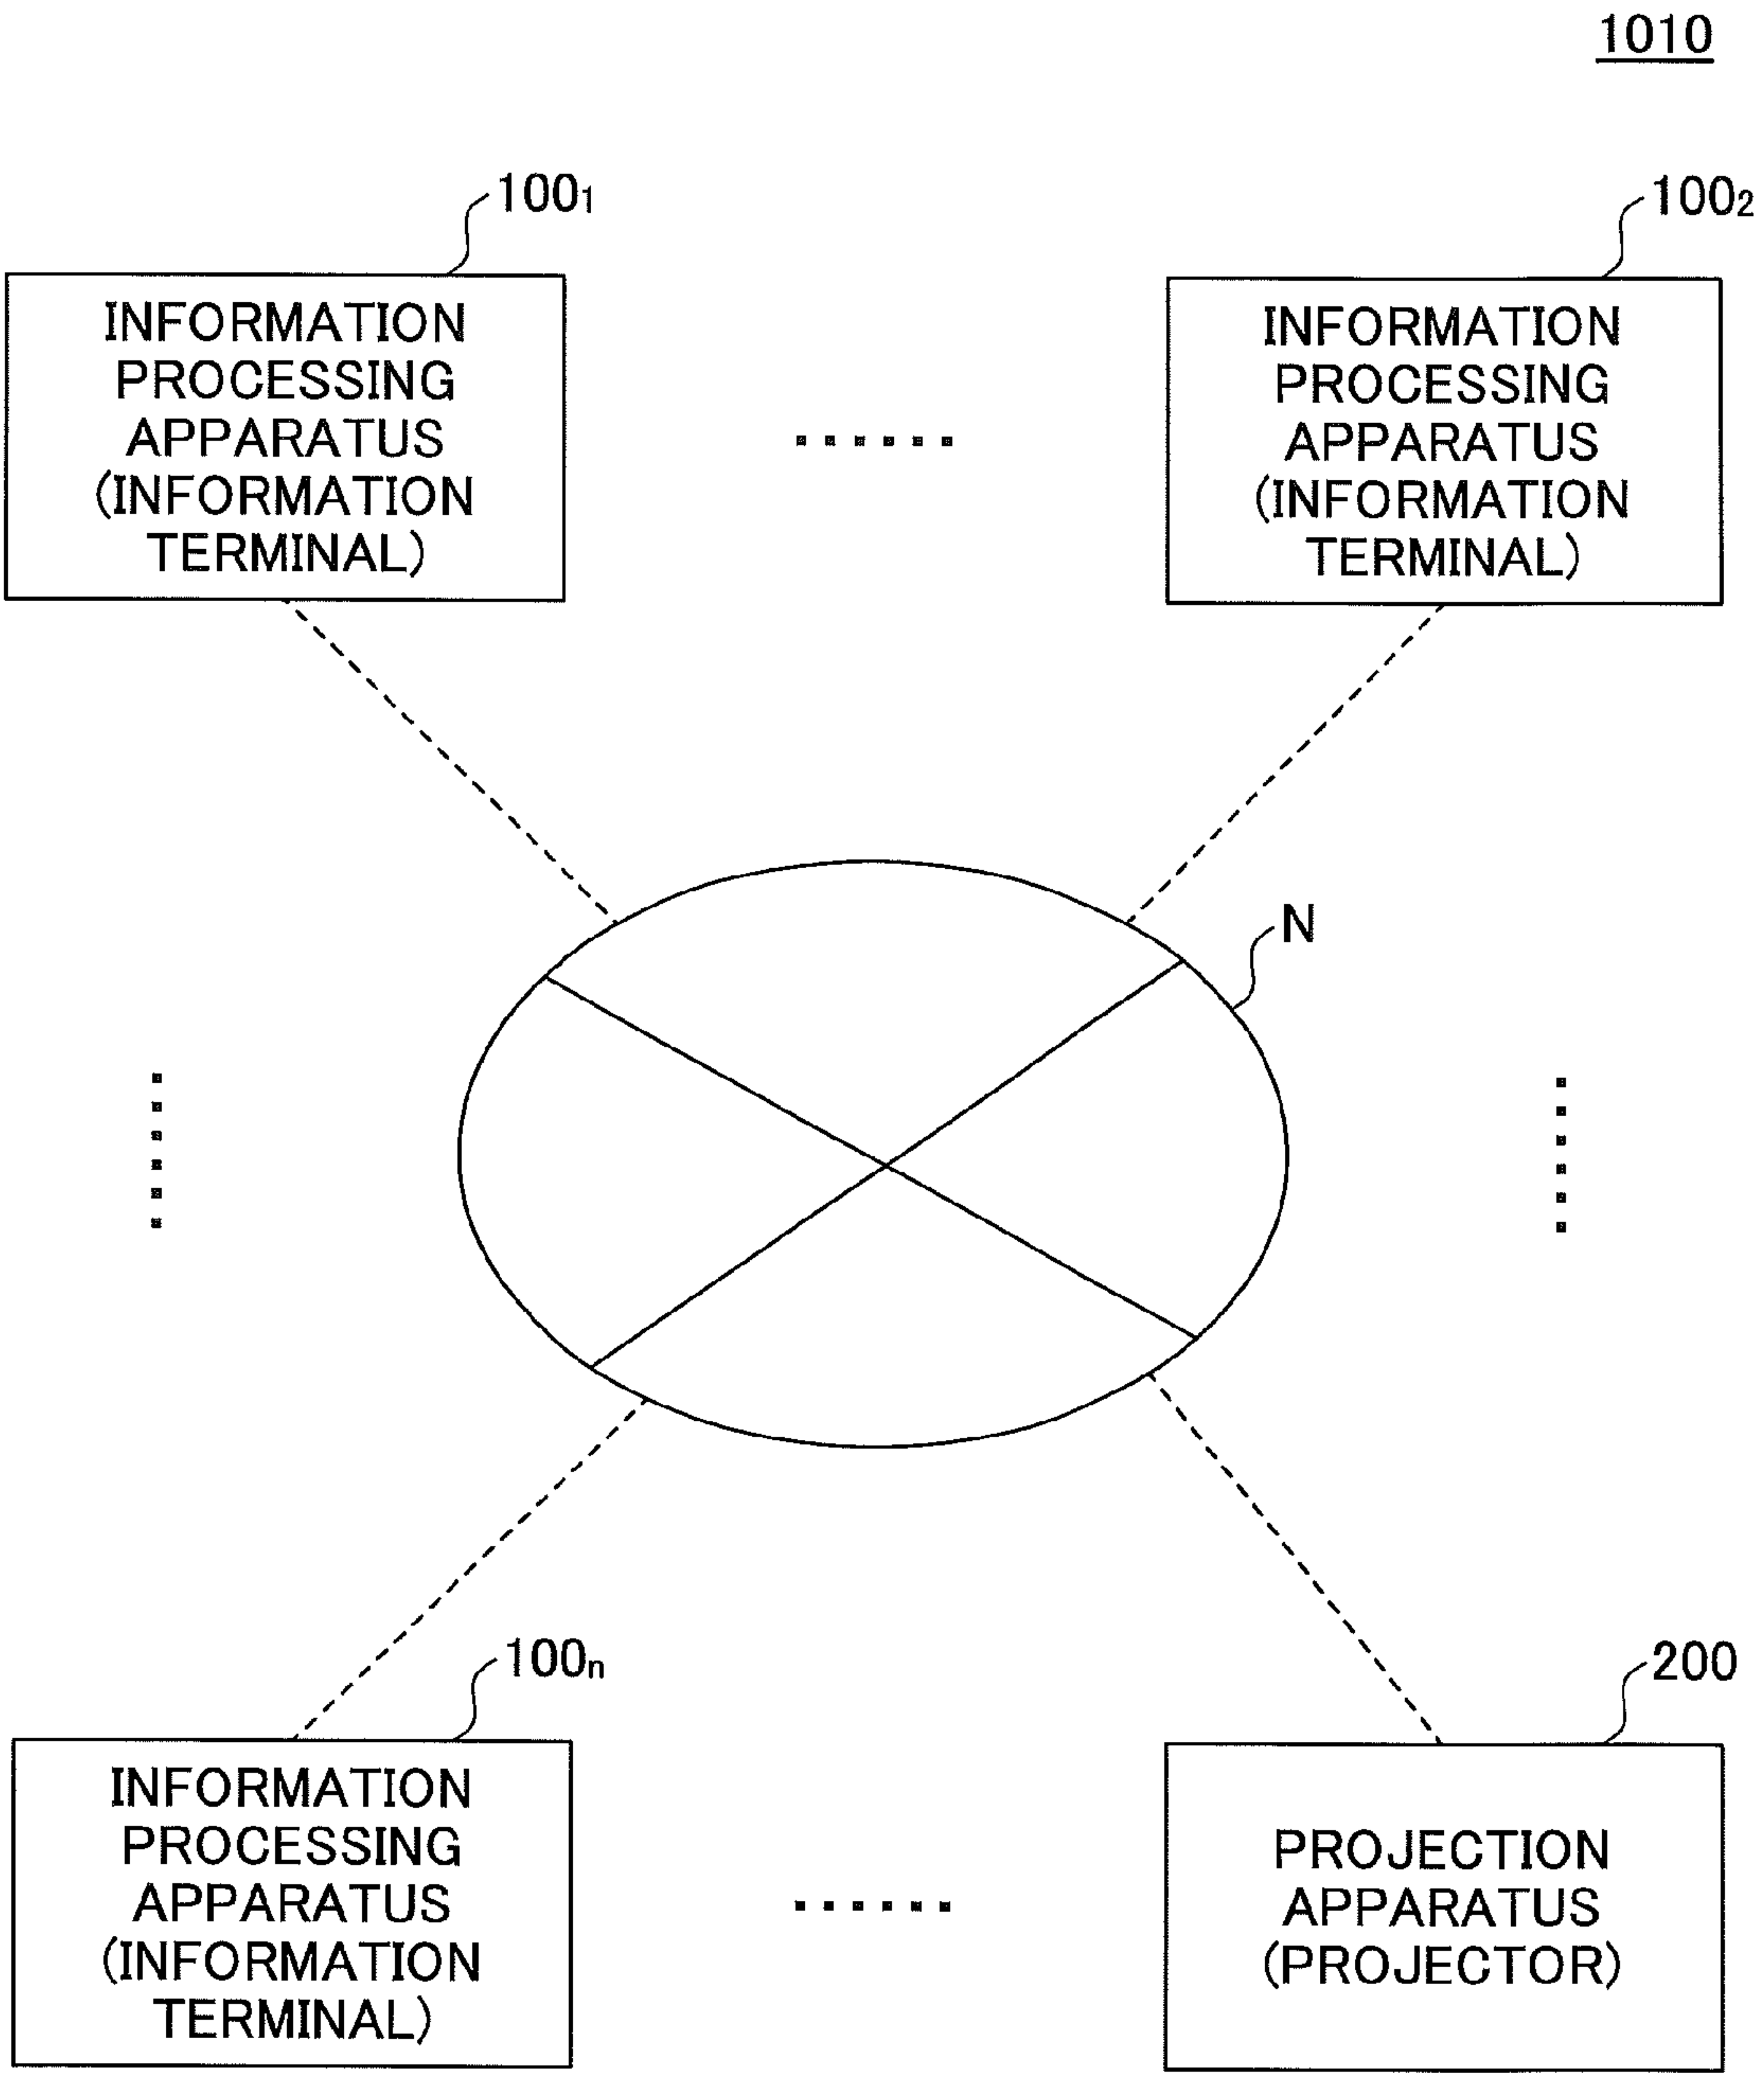 1010
100₁
100₂
INFORMATION
PROCESSING
APPARATUS
(INFORMATION
TERMINAL)
INFORMATION
PROCESSING
APPARATUS
(INFORMATION
TERMINAL)
N
100ₙ
200
INFORMATION
PROCESSING
APPARATUS
(INFORMATION
TERMINAL)
PROJECTION
APPARATUS
(PROJECTOR)